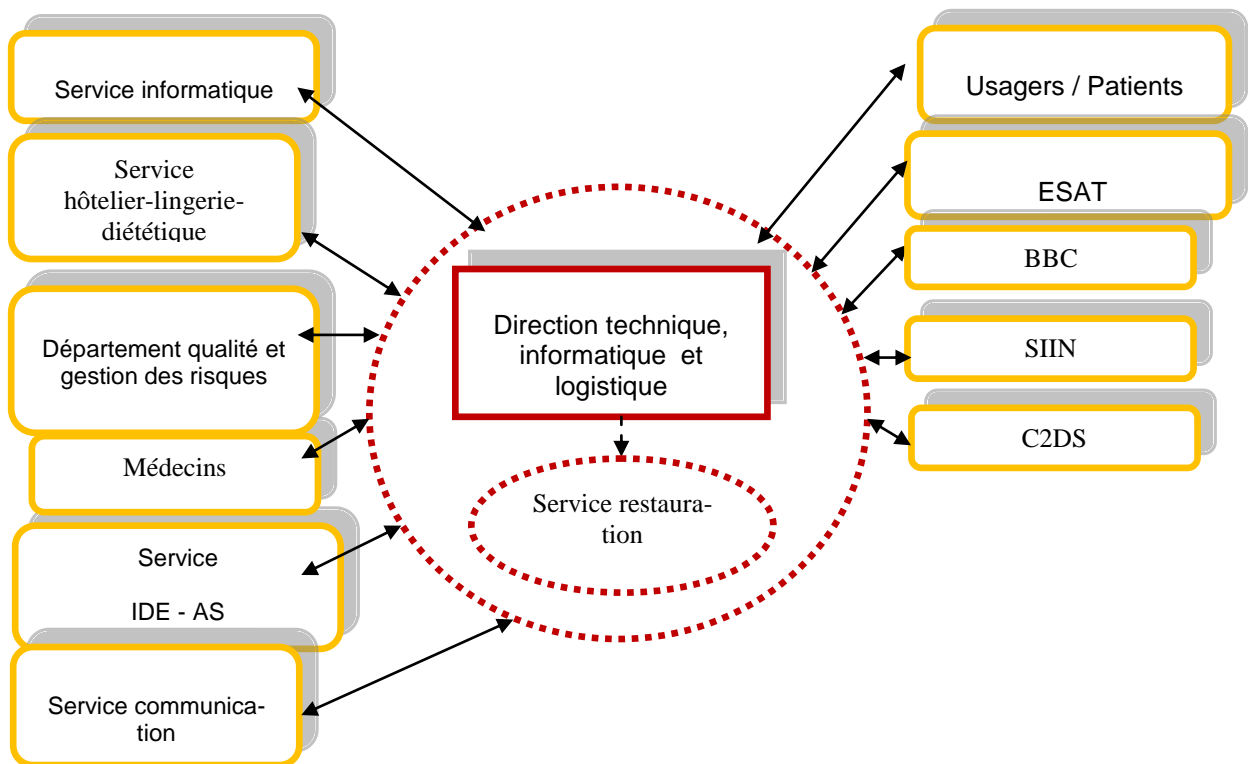 Service informatique
Service
hôtelier-lingerie-
diététique
Département qualité et
gestion des risques
Médecins
Service
IDE - AS
Service communica-
tion
Direction technique,
informatique et
logistique
Service restaura-
tion
Usagers / Patients
ESAT
BBC
SIIN
C2DS